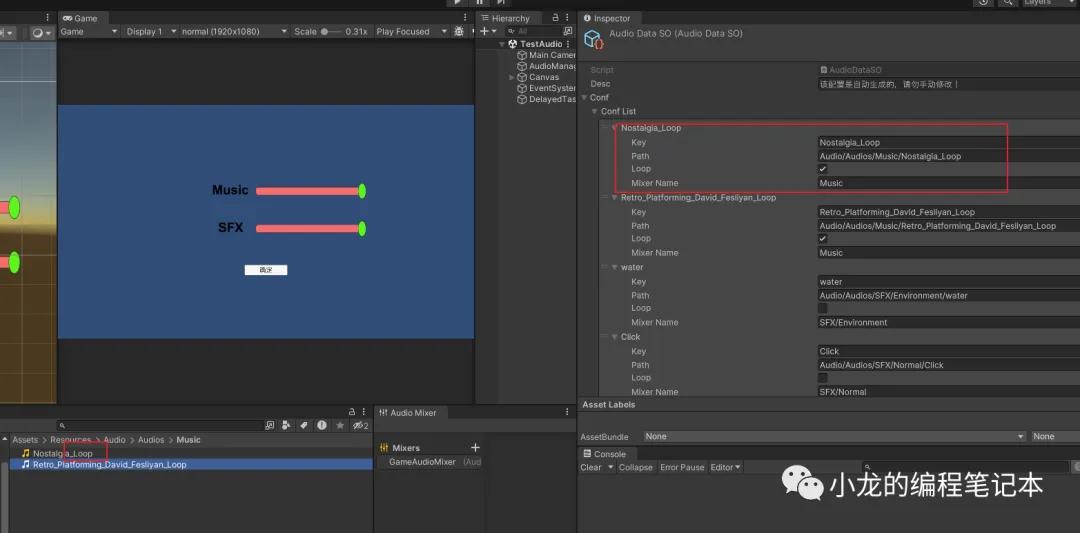 Layers
Game
Game Display 1 normal (1920x1080) Scale 0.31x Play Focused
Music
SFX
确定
Hierarchy
All
TestAudio
Main Camer
AudioManag
Canvas
EventSystem
DelayedTas
Inspector
Audio Data SO (Audio Data SO)
Script AudioDataSO
Desc 该配置是自动生成的，请勿手动修改！
Conf
Conf List
Nostalgia_Loop
Key Nostalgia_Loop
Path Audio/Audios/Music/Nostalgia_Loop
Loop
Mixer Name Music
Retro_Platforming_David_Fesliyan_Loop
Key Retro_Platforming_David_Fesliyan_Loop
Path Audio/Audios/Music/Retro_Platforming_David_Fesliyan_Loop
Loop
Mixer Name Music
water
Key water
Path Audio/Audios/SFX/Environment/water
Loop
Mixer Name SFX/Environment
Click
Key Click
Path Audio/Audios/SFX/Normal/Click
Loop
Mixer Name SFX/Normal
Asset Labels
AssetBundle None None
Console
Clear Collapse Error Pause Editor
2
Assets > Resources > Audio > Audios > Music
Nostalgia_Loop
Retro_Platforming_David_Fesliyan_Loop
Audio Mixer
Mixers +
GameAudioMixer (Aud
小龙的编程笔记本